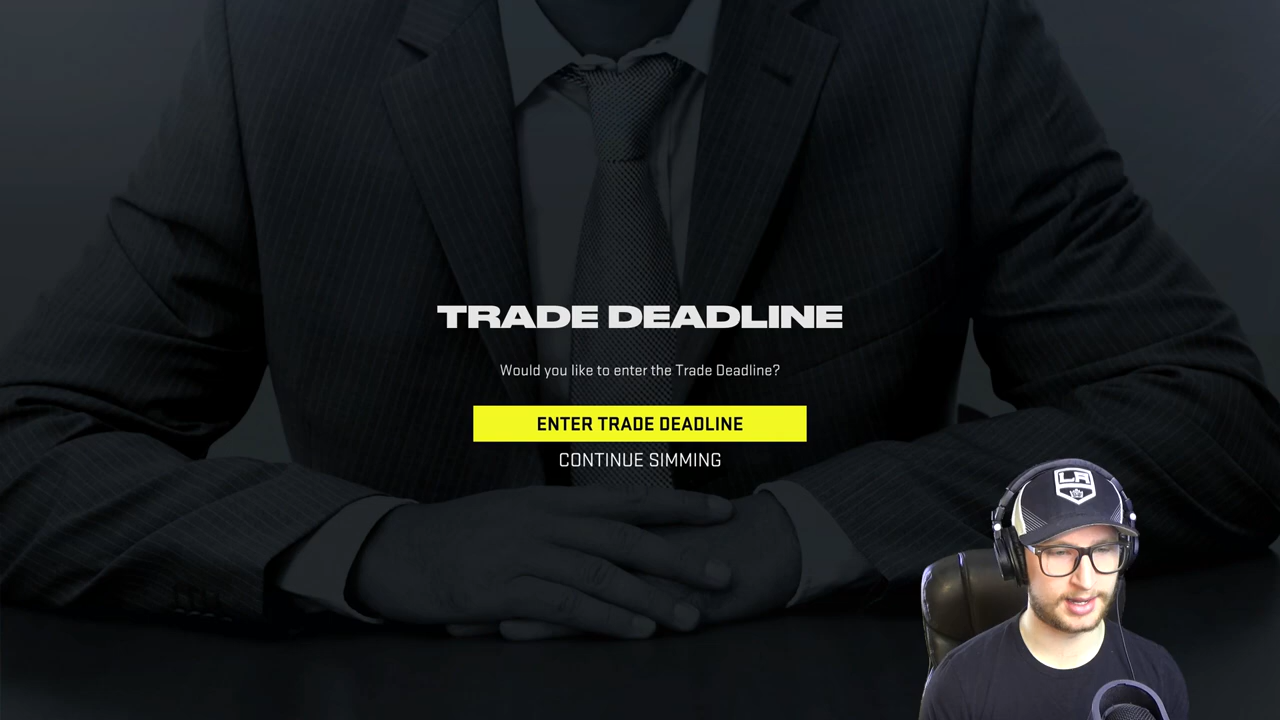 TRADE DEADLINE
Would you like to enter the Trade Deadline?
ENTER TRADE DEADLINE
CONTINUE SIMMING
LA